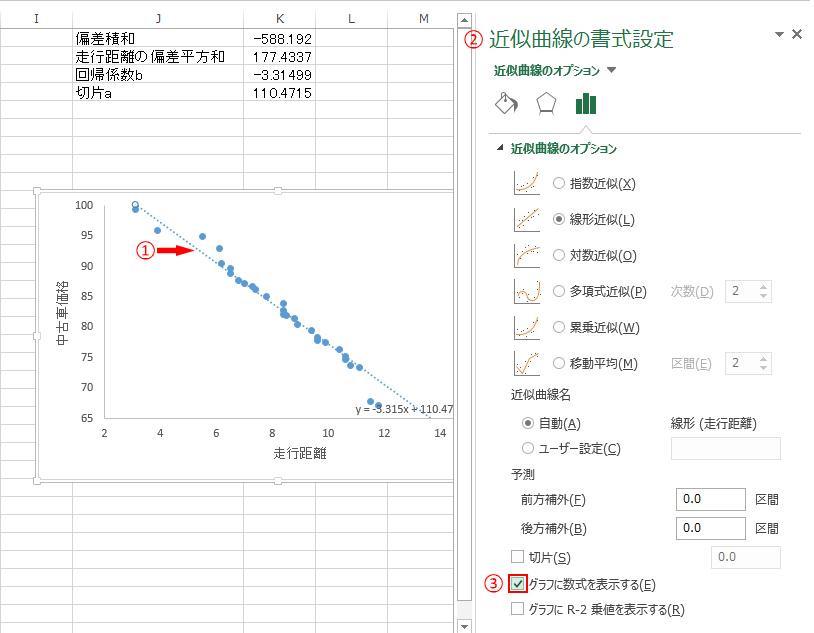 I J K L M
偏差積和 -588.192
走行距離の偏差平方和 177.4337
回帰係数b -3.31499
切片a 110.4715
100
95
90
85
80
75
70
65
2 4 6 8 10 12 14
中古車価格
走行距離
①
y = -3.315x + 110.47
② 近似曲線の書式設定
近似曲線のオプション
近似曲線のオプション
指数近似(X)
線形近似(L)
対数近似(O)
多項式近似(P) 次数(D) 2
累乗近似(W)
移動平均(M) 区間(E) 2
近似曲線名
自動(A) 線形 (走行距離)
ユーザー設定(C)
予測
前方補外(F) 0.0 区間
後方補外(B) 0.0 区間
切片(S) 0.0
③ グラフに数式を表示する(E)
グラフに R-2 乗値を表示する(R)